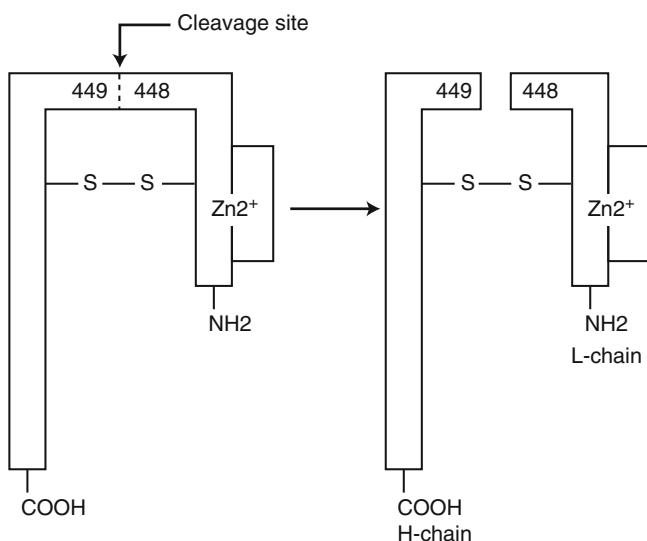 Cleavage site
449 448
S S
Zn2+
NH2
COOH
449 448
S S
Zn2+
NH2
L-chain
COOH
H-chain